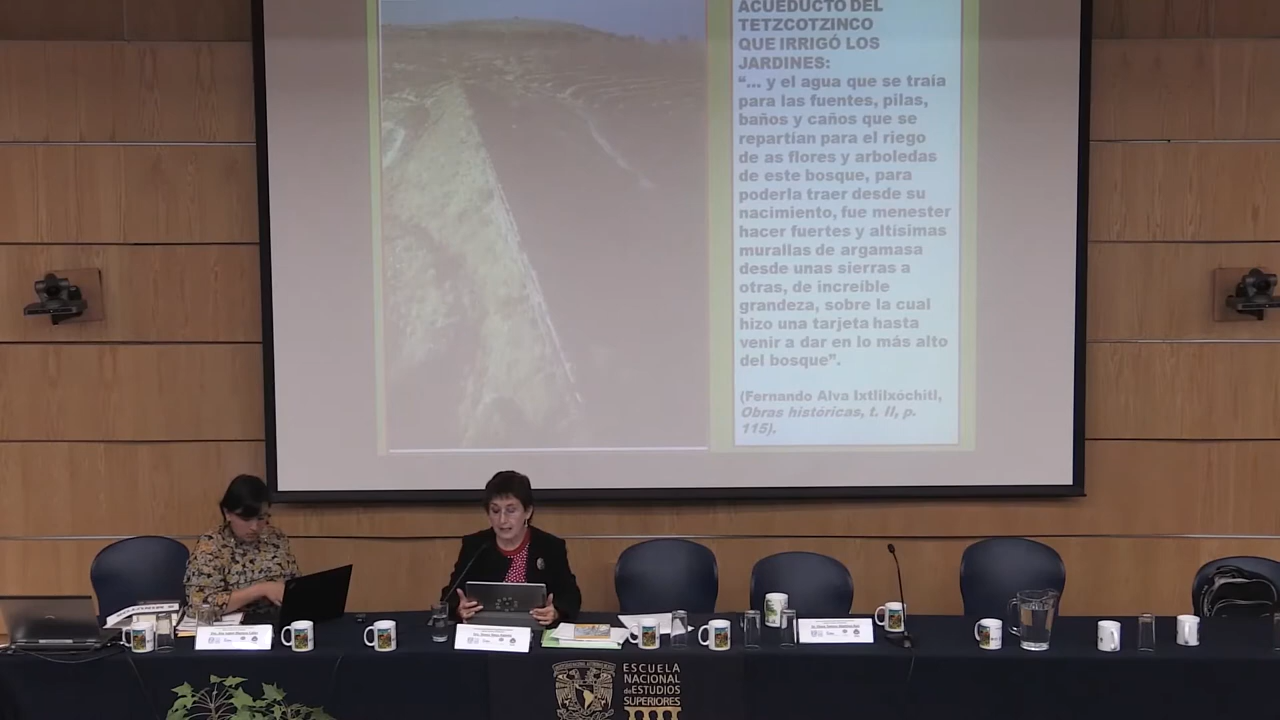 ACUEDUCTO DEL
TETZCOTZINCO
QUE IRRIGÓ LOS
JARDINES:
“... y el agua que se traía
para las fuentes, pilas,
baños y caños que se
repartían para el riego
de as flores y arboledas
de este bosque, para
poderla traer desde su
nacimiento, fue menester
hacer fuertes y altísimas
murallas de argamasa
desde unas sierras a
otras, de increíble
grandeza, sobre la cual
hizo una tarjeta hasta
venir a dar en lo más alto
del bosque”.
(Fernando Alva Ixtlilxóchitl,
Obras históricas, t. II, p.
115).
ESCUELA
NACIONAL
de ESTUDIOS
SUPERIORES